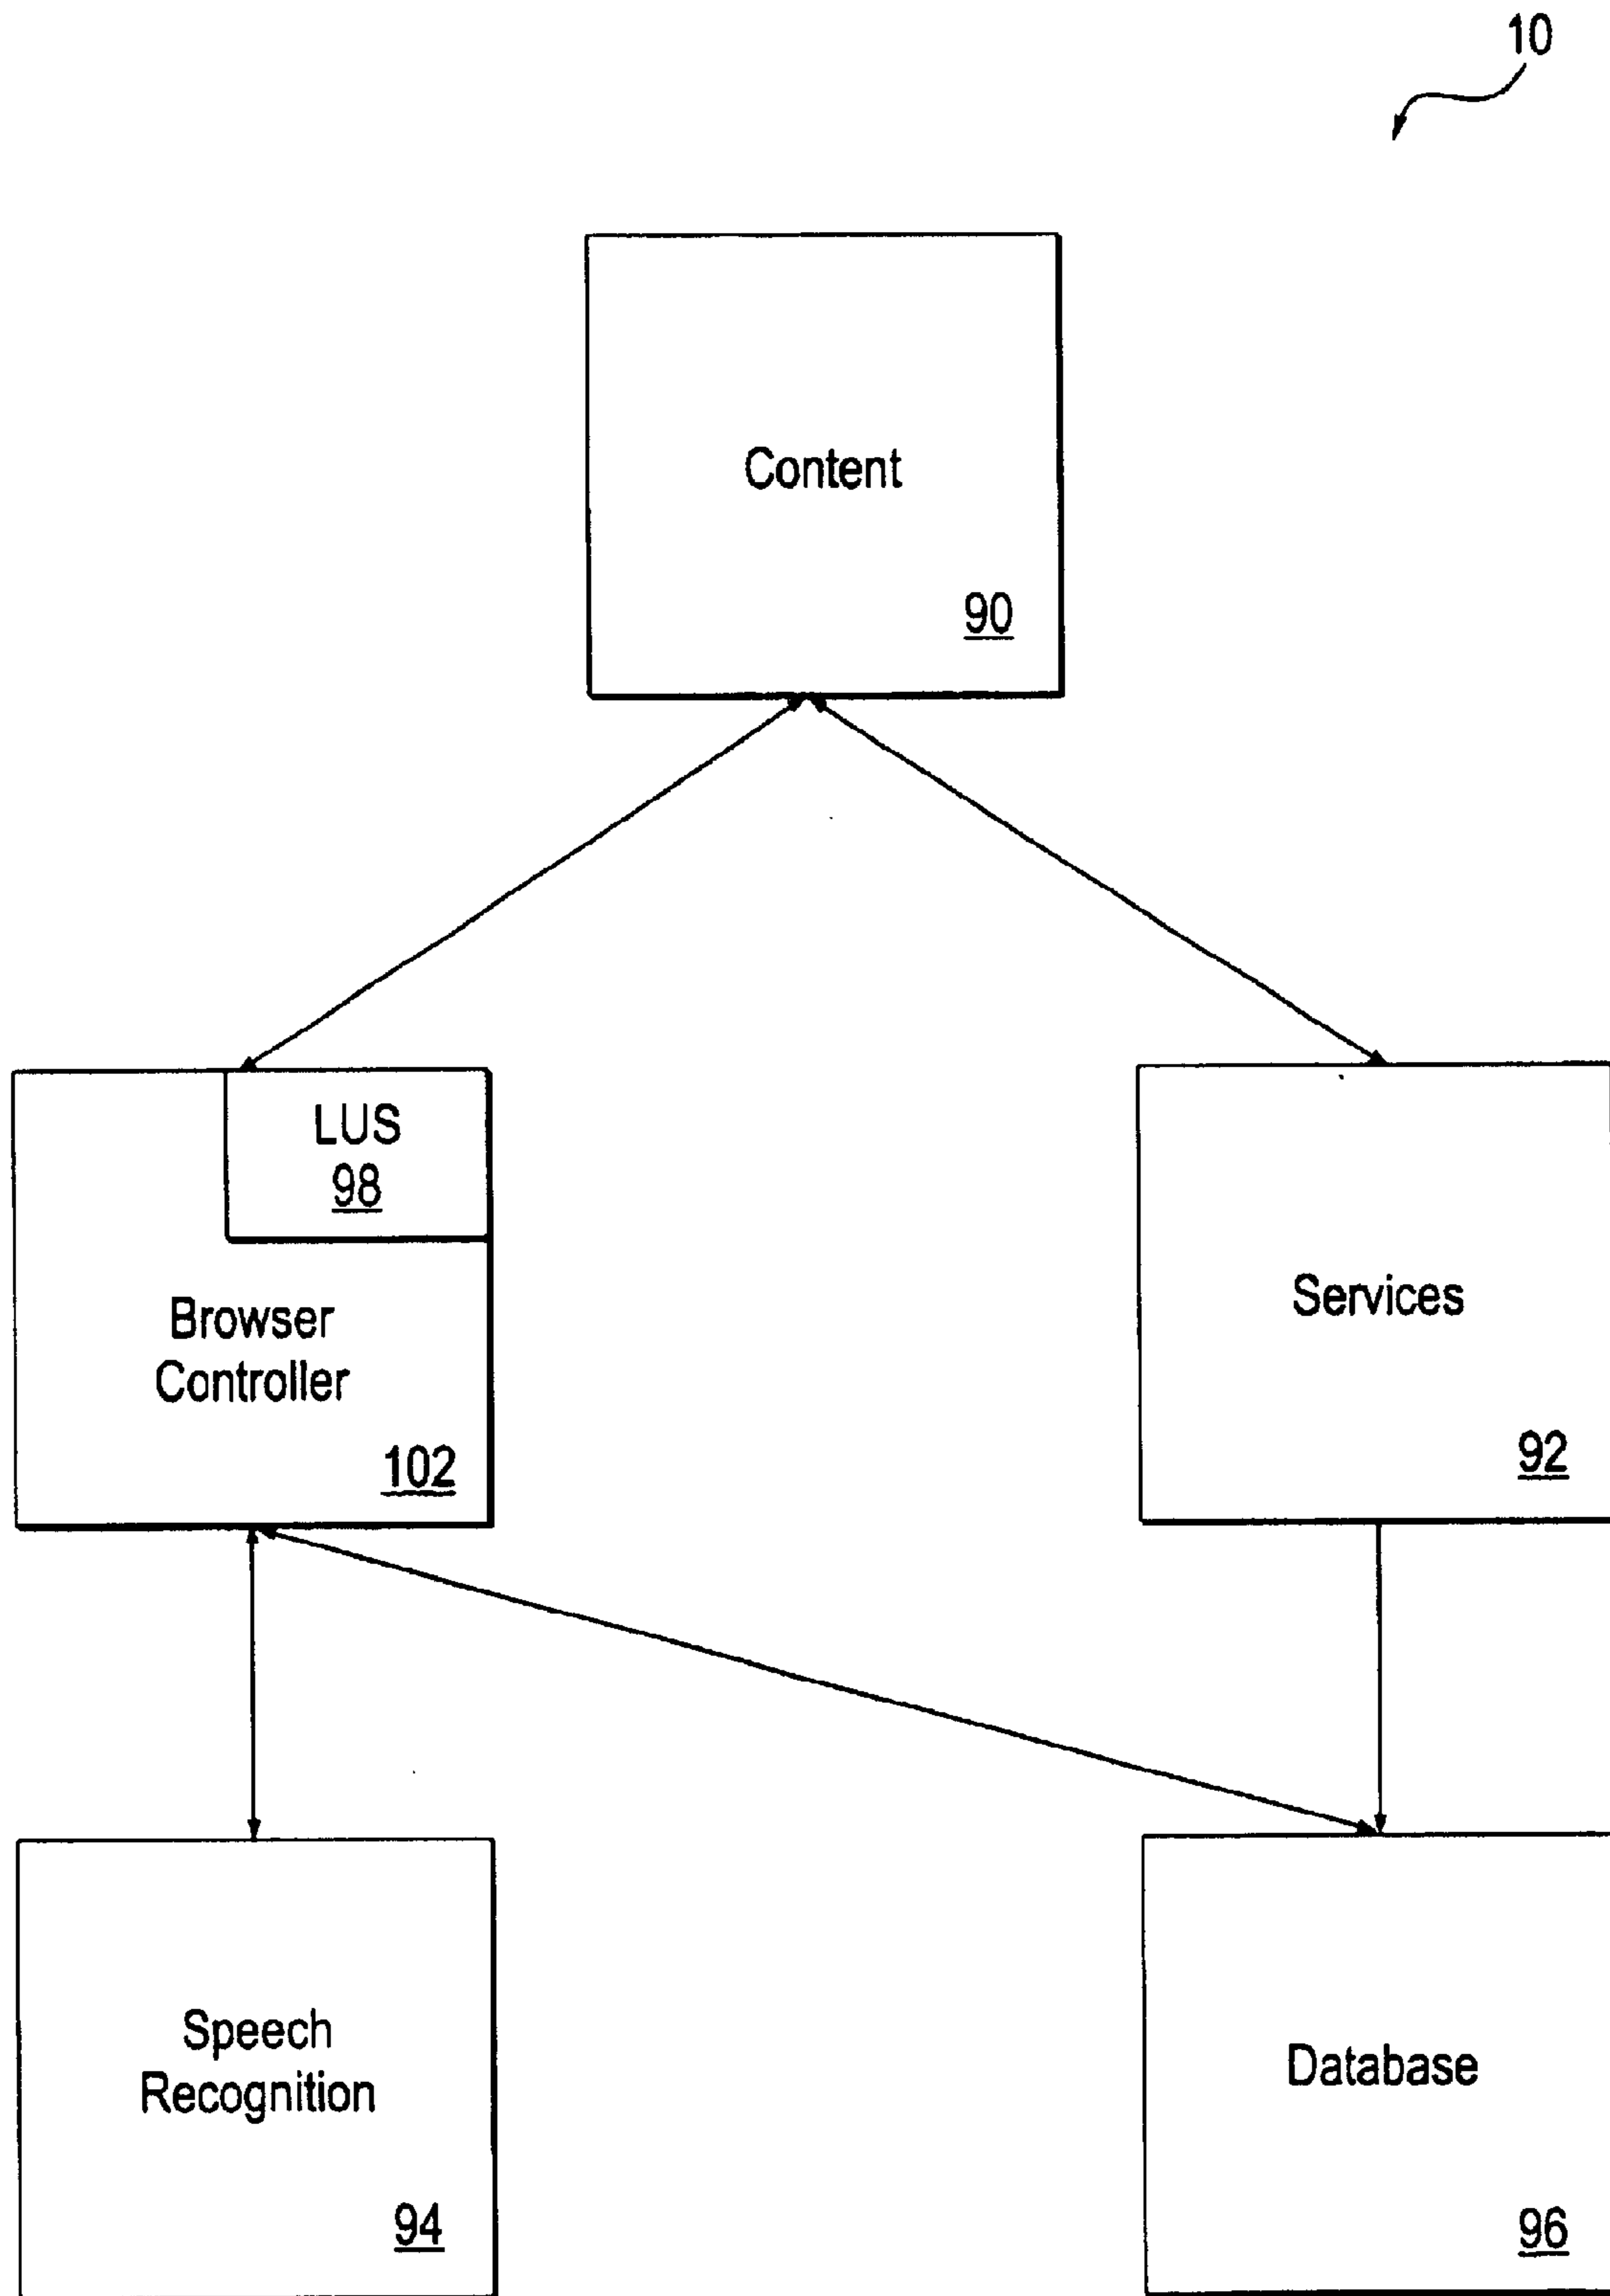 10
Content
90
LUS
98
Browser
Controller
102
Services
92
Speech
Recognition
94
Database
96